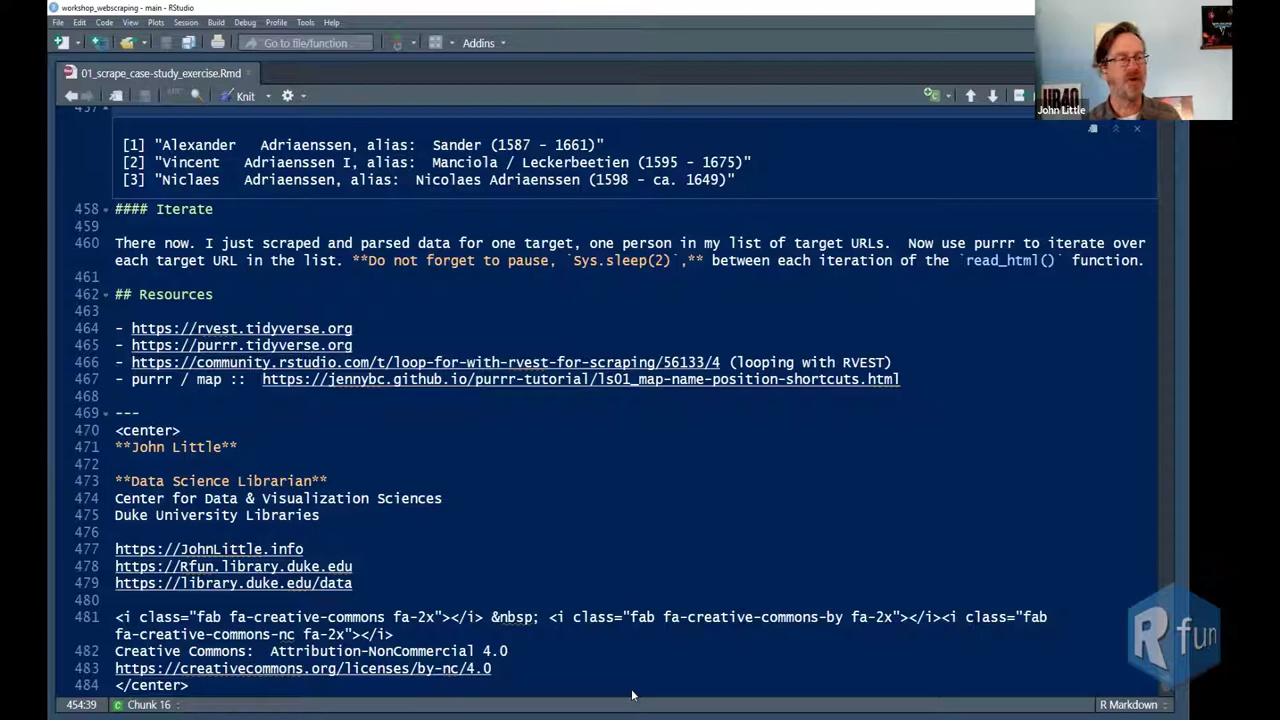 workshop_webscraping - main - RStudio
File Edit Code View Plots Session Build Debug Profile Tools Help
Go to file/function Addins
01_scrape_case-study_exercise.Rmd
Knit
UB40
John Little
457
[1] "Alexander   Adriaenssen, alias:  Sander (1587 - 1661)"
[2] "Vincent   Adriaenssen I, alias:  Manciola / Leckerbeetien (1595 - 1675)"
[3] "Niclaes   Adriaenssen, alias:  Nicolaes Adriaenssen (1598 - ca. 1649)"
458 #### Iterate
459
460 There now. I just scraped and parsed data for one target, one person in my list of target URLs.  Now use purrr to iterate over
each target URL in the list. **Do not forget to pause, `Sys.sleep(2)`,** between each iteration of the `read_html()` function.
461
462 ## Resources
463
464 - https://rvest.tidyverse.org
465 - https://purrr.tidyverse.org
466 - https://community.rstudio.com/t/loop-for-with-rvest-for-scraping/56133/4 (looping with RVEST)
467 - purrr / map ::  https://jennybc.github.io/purrr-tutorial/ls01_map-name-position-shortcuts.html
468
469 ---
470 <center>
471 **John Little**
472
473 **Data Science Librarian**
474 Center for Data & Visualization Sciences
475 Duke University Libraries
476
477 https://JohnLittle.info
478 https://Rfun.library.duke.edu
479 https://library.duke.edu/data
480
481 <i class="fab fa-creative-commons fa-2x"></i> &nbsp; <i class="fab fa-creative-commons-by fa-2x"></i><i class="fab
fa-creative-commons-nc fa-2x"></i>
482 Creative Commons:  Attribution-NonCommercial 4.0
483 https://creativecommons.org/licenses/by-nc/4.0
484 </center>
R fun
454:39 Chunk 16 R Markdown